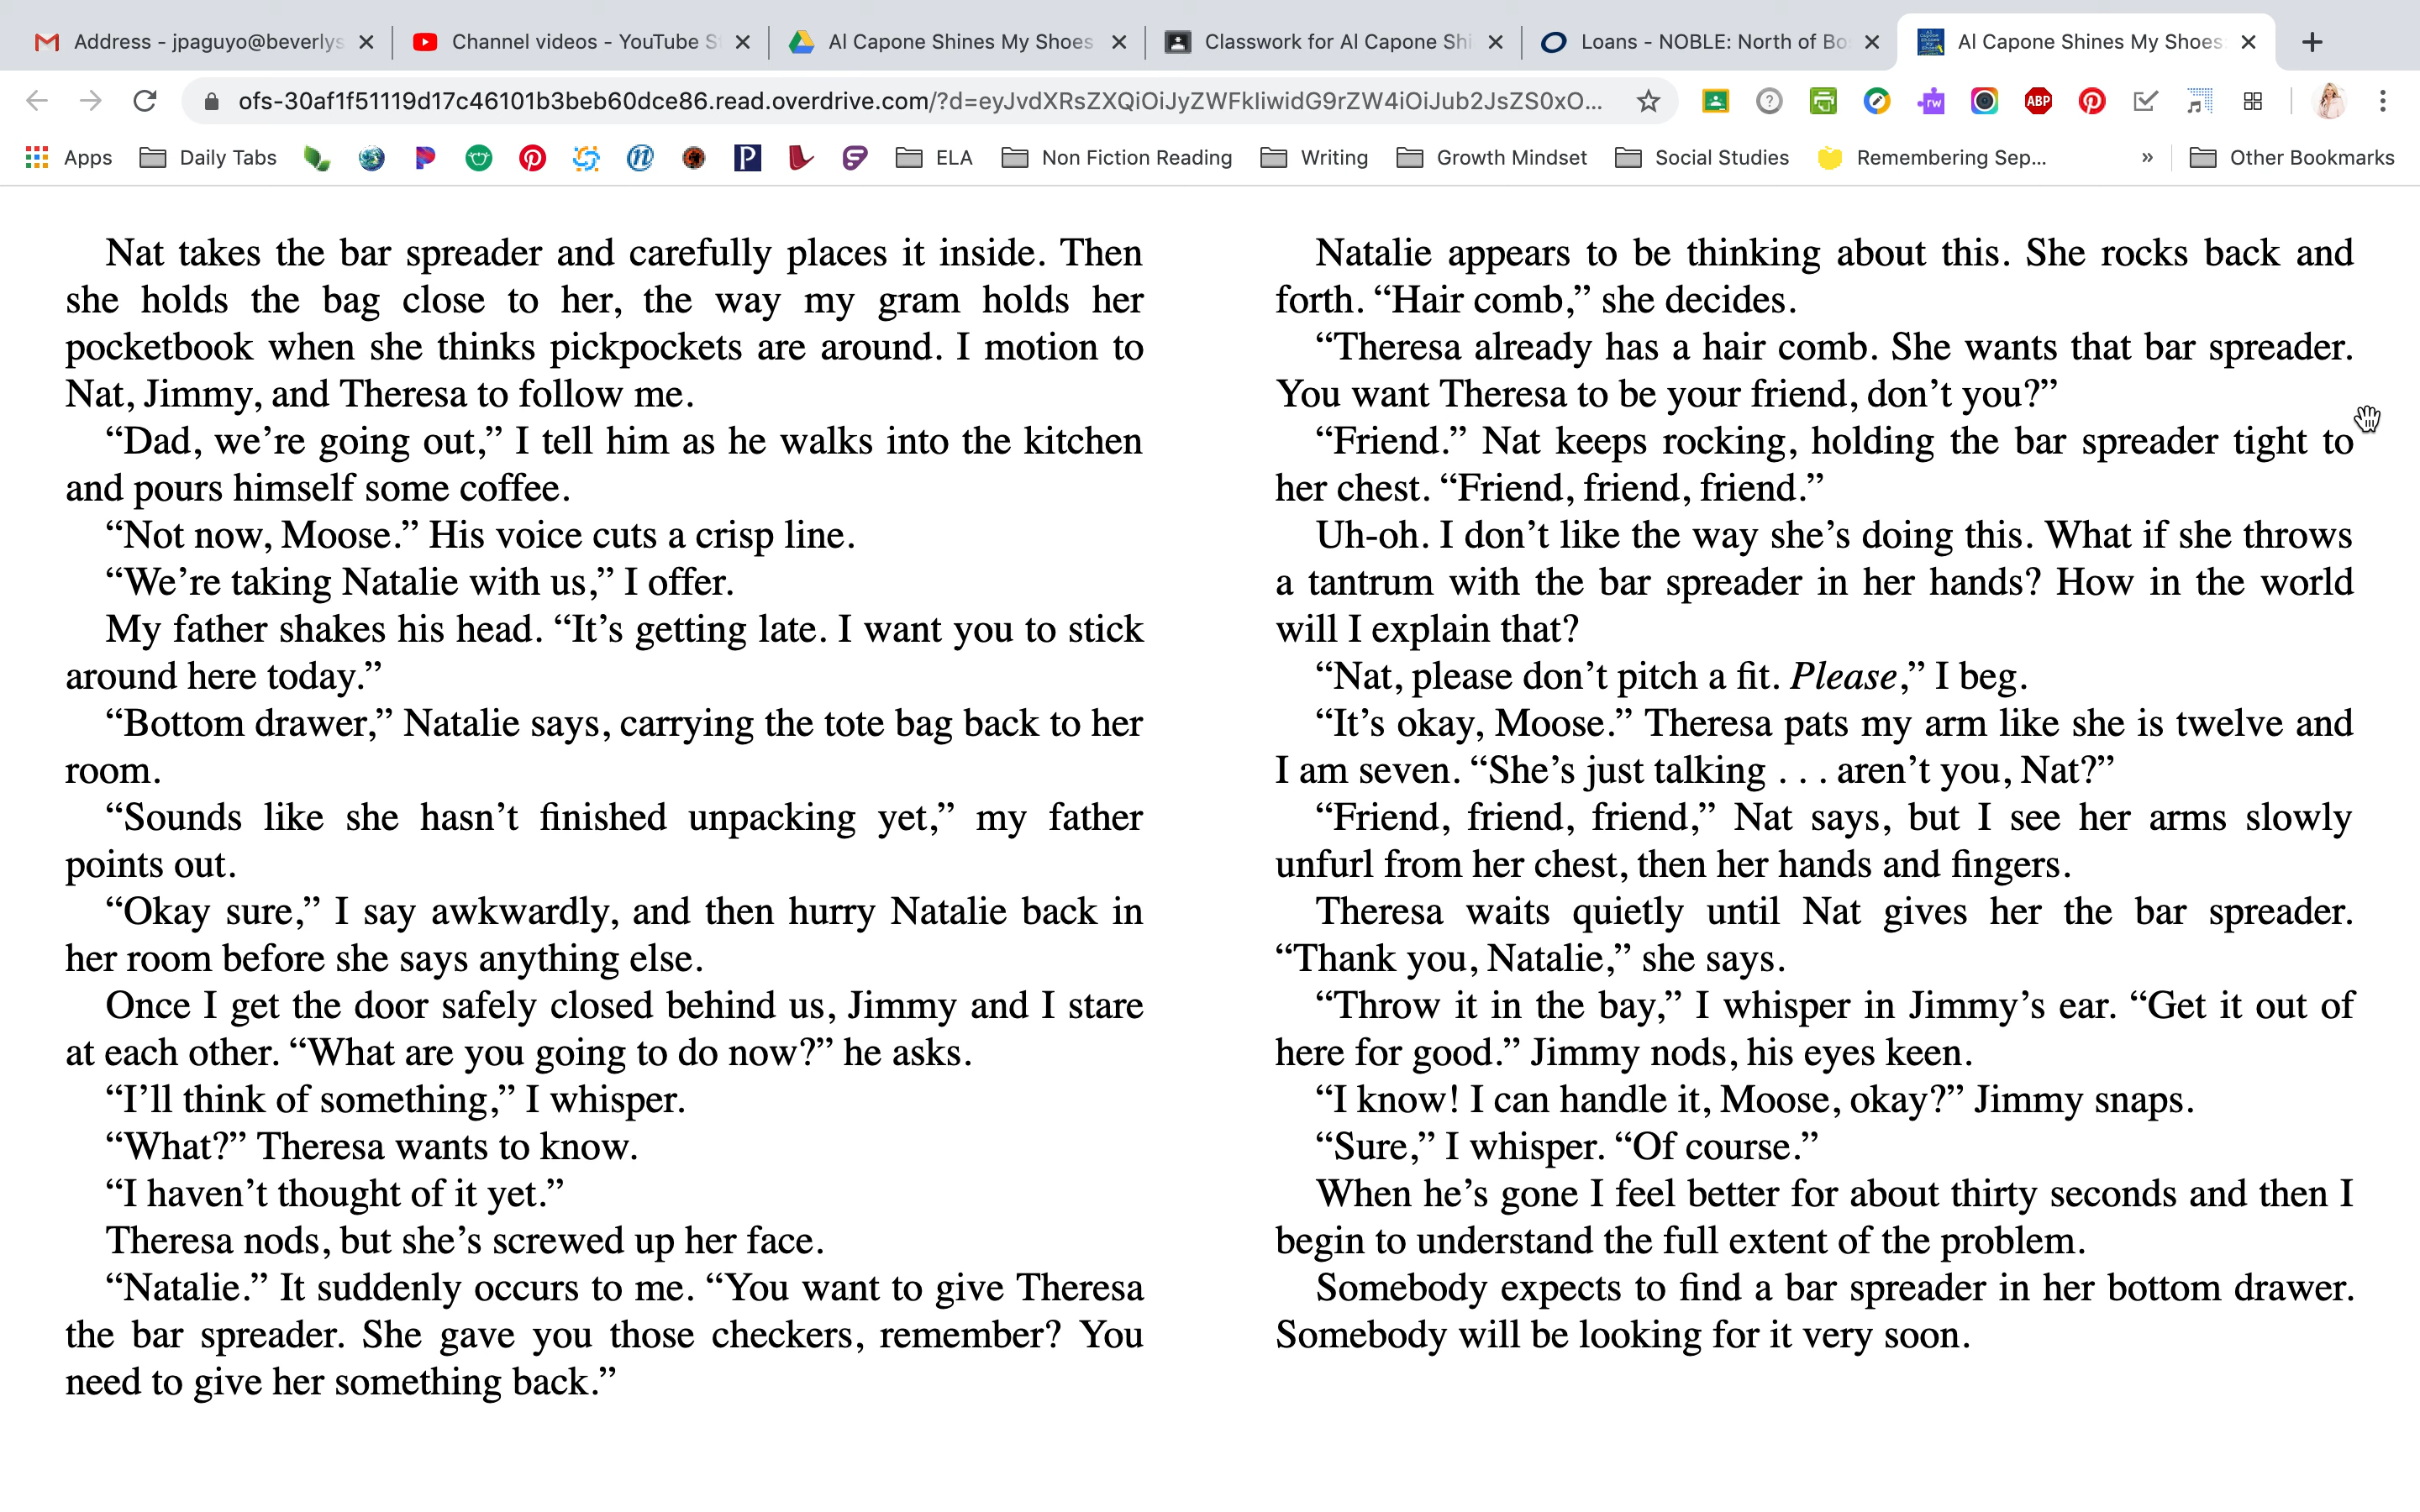 Address - jpaguyo@beverlys
Channel videos - YouTube S
Al Capone Shines My Shoes
Classwork for Al Capone Shi
Loans - NOBLE: North of Bo
Al Capone Shines My Shoes:
ofs-30af1f51119d17c46101b3beb60dce86.read.overdrive.com/?d=eyJvdXRsZXQiOiJyZWFkIiwidG9rZW4iOiJub2JsZS0xO...
Apps
Daily Tabs
ELA
Non Fiction Reading
Writing
Growth Mindset
Social Studies
Remembering Sep...
»
Other Bookmarks
Nat takes the bar spreader and carefully places it inside. Then
she holds the bag close to her, the way my gram holds her
pocketbook when she thinks pickpockets are around. I motion to
Nat, Jimmy, and Theresa to follow me.
“Dad, we’re going out,” I tell him as he walks into the kitchen
and pours himself some coffee.
“Not now, Moose.” His voice cuts a crisp line.
“We’re taking Natalie with us,” I offer.
My father shakes his head. “It’s getting late. I want you to stick
around here today.”
“Bottom drawer,” Natalie says, carrying the tote bag back to her
room.
“Sounds like she hasn’t finished unpacking yet,” my father
points out.
“Okay sure,” I say awkwardly, and then hurry Natalie back in
her room before she says anything else.
Once I get the door safely closed behind us, Jimmy and I stare
at each other. “What are you going to do now?” he asks.
“I’ll think of something,” I whisper.
“What?” Theresa wants to know.
“I haven’t thought of it yet.”
Theresa nods, but she’s screwed up her face.
“Natalie.” It suddenly occurs to me. “You want to give Theresa
the bar spreader. She gave you those checkers, remember? You
need to give her something back.”
Natalie appears to be thinking about this. She rocks back and
forth. “Hair comb,” she decides.
“Theresa already has a hair comb. She wants that bar spreader.
You want Theresa to be your friend, don’t you?”
“Friend.” Nat keeps rocking, holding the bar spreader tight to
her chest. “Friend, friend, friend.”
Uh-oh. I don’t like the way she’s doing this. What if she throws
a tantrum with the bar spreader in her hands? How in the world
will I explain that?
“Nat, please don’t pitch a fit. Please,” I beg.
“It’s okay, Moose.” Theresa pats my arm like she is twelve and
I am seven. “She’s just talking . . . aren’t you, Nat?”
“Friend, friend, friend,” Nat says, but I see her arms slowly
unfurl from her chest, then her hands and fingers.
Theresa waits quietly until Nat gives her the bar spreader.
“Thank you, Natalie,” she says.
“Throw it in the bay,” I whisper in Jimmy’s ear. “Get it out of
here for good.” Jimmy nods, his eyes keen.
“I know! I can handle it, Moose, okay?” Jimmy snaps.
“Sure,” I whisper. “Of course.”
When he’s gone I feel better for about thirty seconds and then I
begin to understand the full extent of the problem.
Somebody expects to find a bar spreader in her bottom drawer.
Somebody will be looking for it very soon.